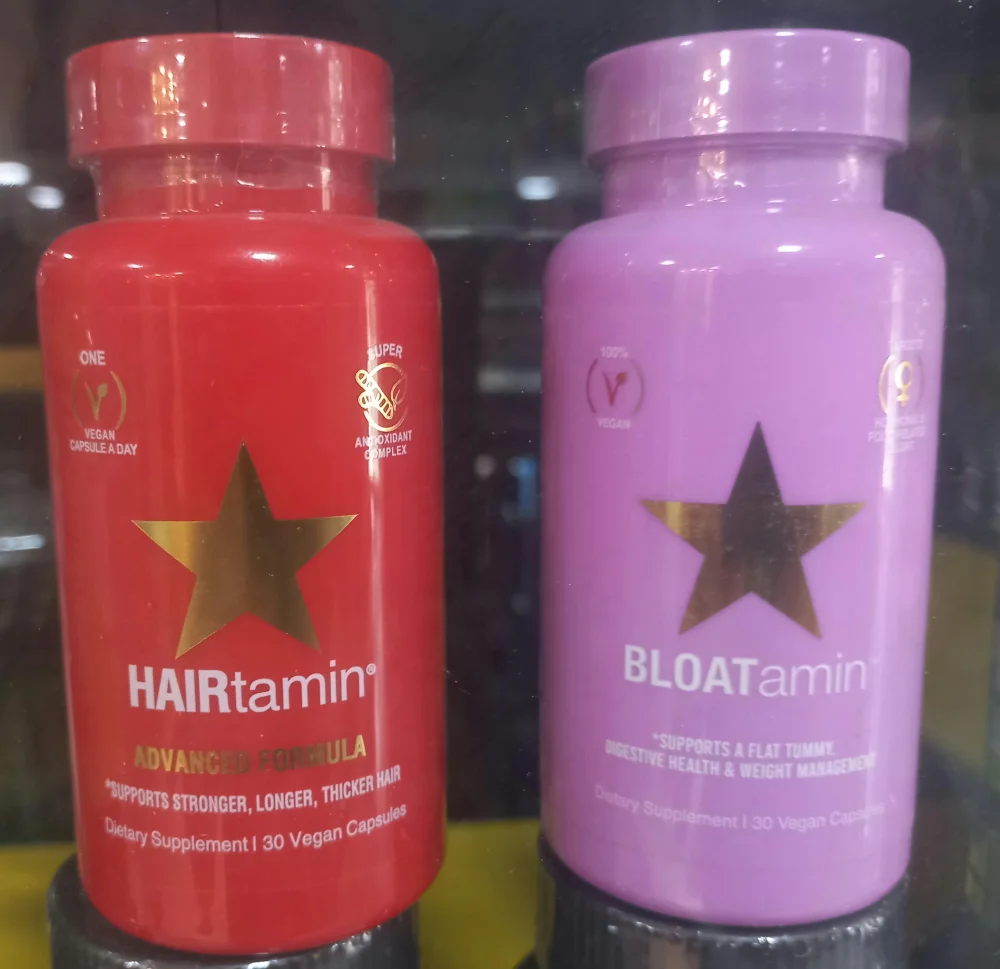 ONE
VEGAN
CAPSULE A DAY
SUPER
ANTIOXIDANT
COMPLEX
HAIRtamin®
ADVANCED FORMULA
*SUPPORTS STRONGER, LONGER, THICKER HAIR
Dietary Supplement | 30 Vegan Capsules
100%
VEGAN
BLOATamin
*SUPPORTS A FLAT TUMMY,
DIGESTIVE HEALTH & WEIGHT MANAGEMENT
Dietary Supplement | 30 Vegan Capsules